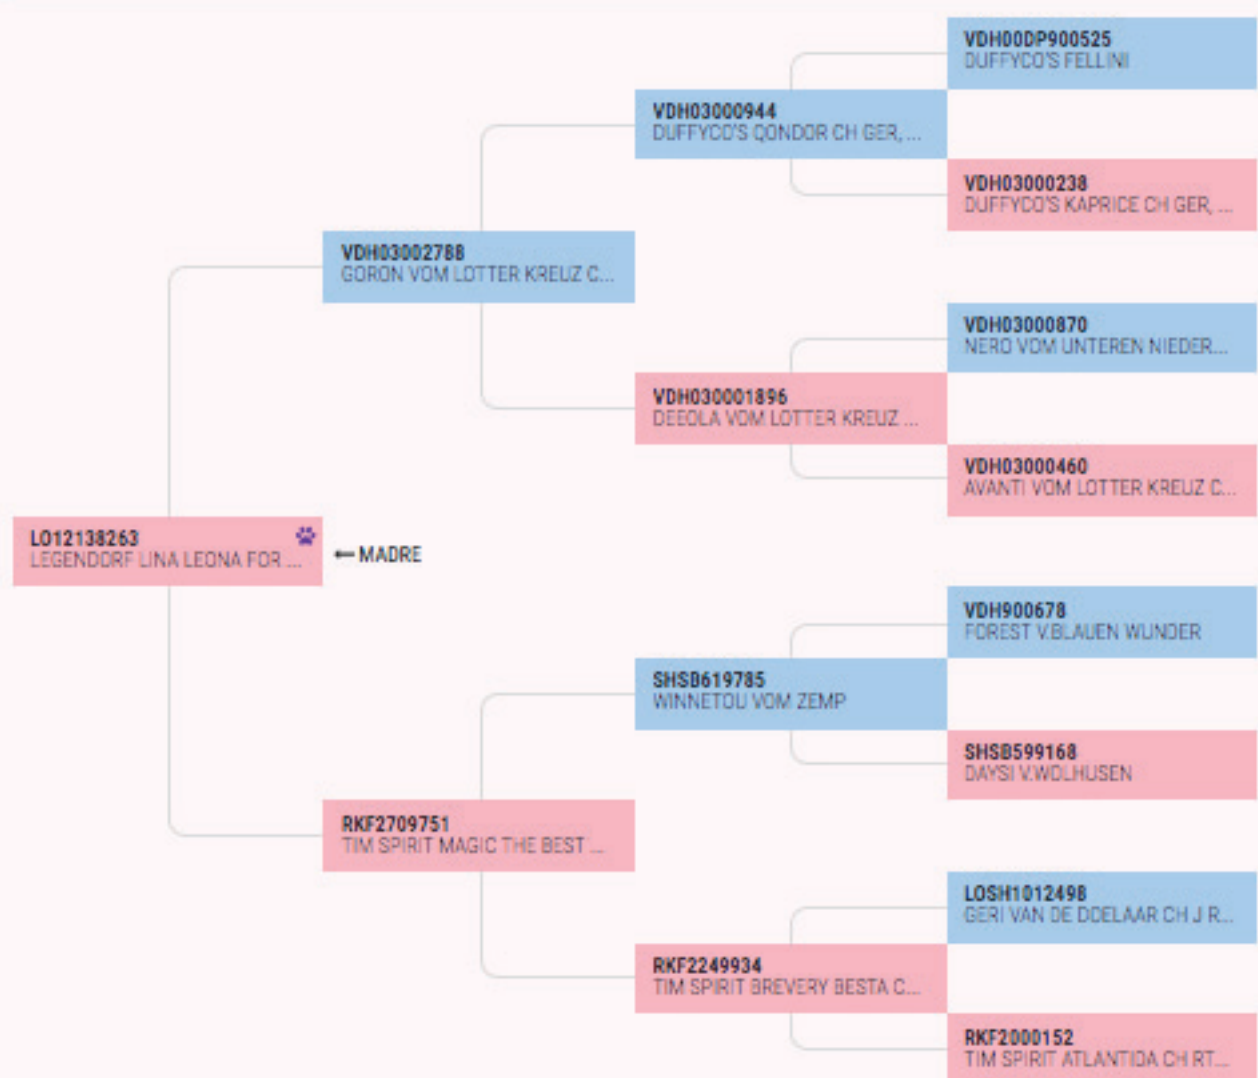 VDH00DP900525
DUFFYCO'S FELLINI
VDH03000944
DUFFYCO'S QONDOR CH GER, ...
VDH03000238
DUFFYCO'S KAPRICE CH GER, ...
VDH03002788
GORON VOM LOTTER KREUZ C...
VDH03000870
NERO VOM UNTEREN NIEDER...
VDH030001896
DEEOLA VOM LOTTER KREUZ ...
VDH03000460
AVANTI VOM LOTTER KREUZ C...
LO12138263
LEGENDORF LINA LEONA FOR ...
← MADRE
VDH900678
FOREST V.BLAUEN WUNDER
SHSB619785
WINNETOU VOM ZEMP
SHSB599168
DAYSI V.WOLHUSEN
RKF2709751
TIM SPIRIT MAGIC THE BEST ...
LOSH1012498
GERI VAN DE DOELAAR CH J R...
RKF2249934
TIM SPIRIT BREVERY BESTA C...
RKF2000152
TIM SPIRIT ATLANTIDA CH RT...